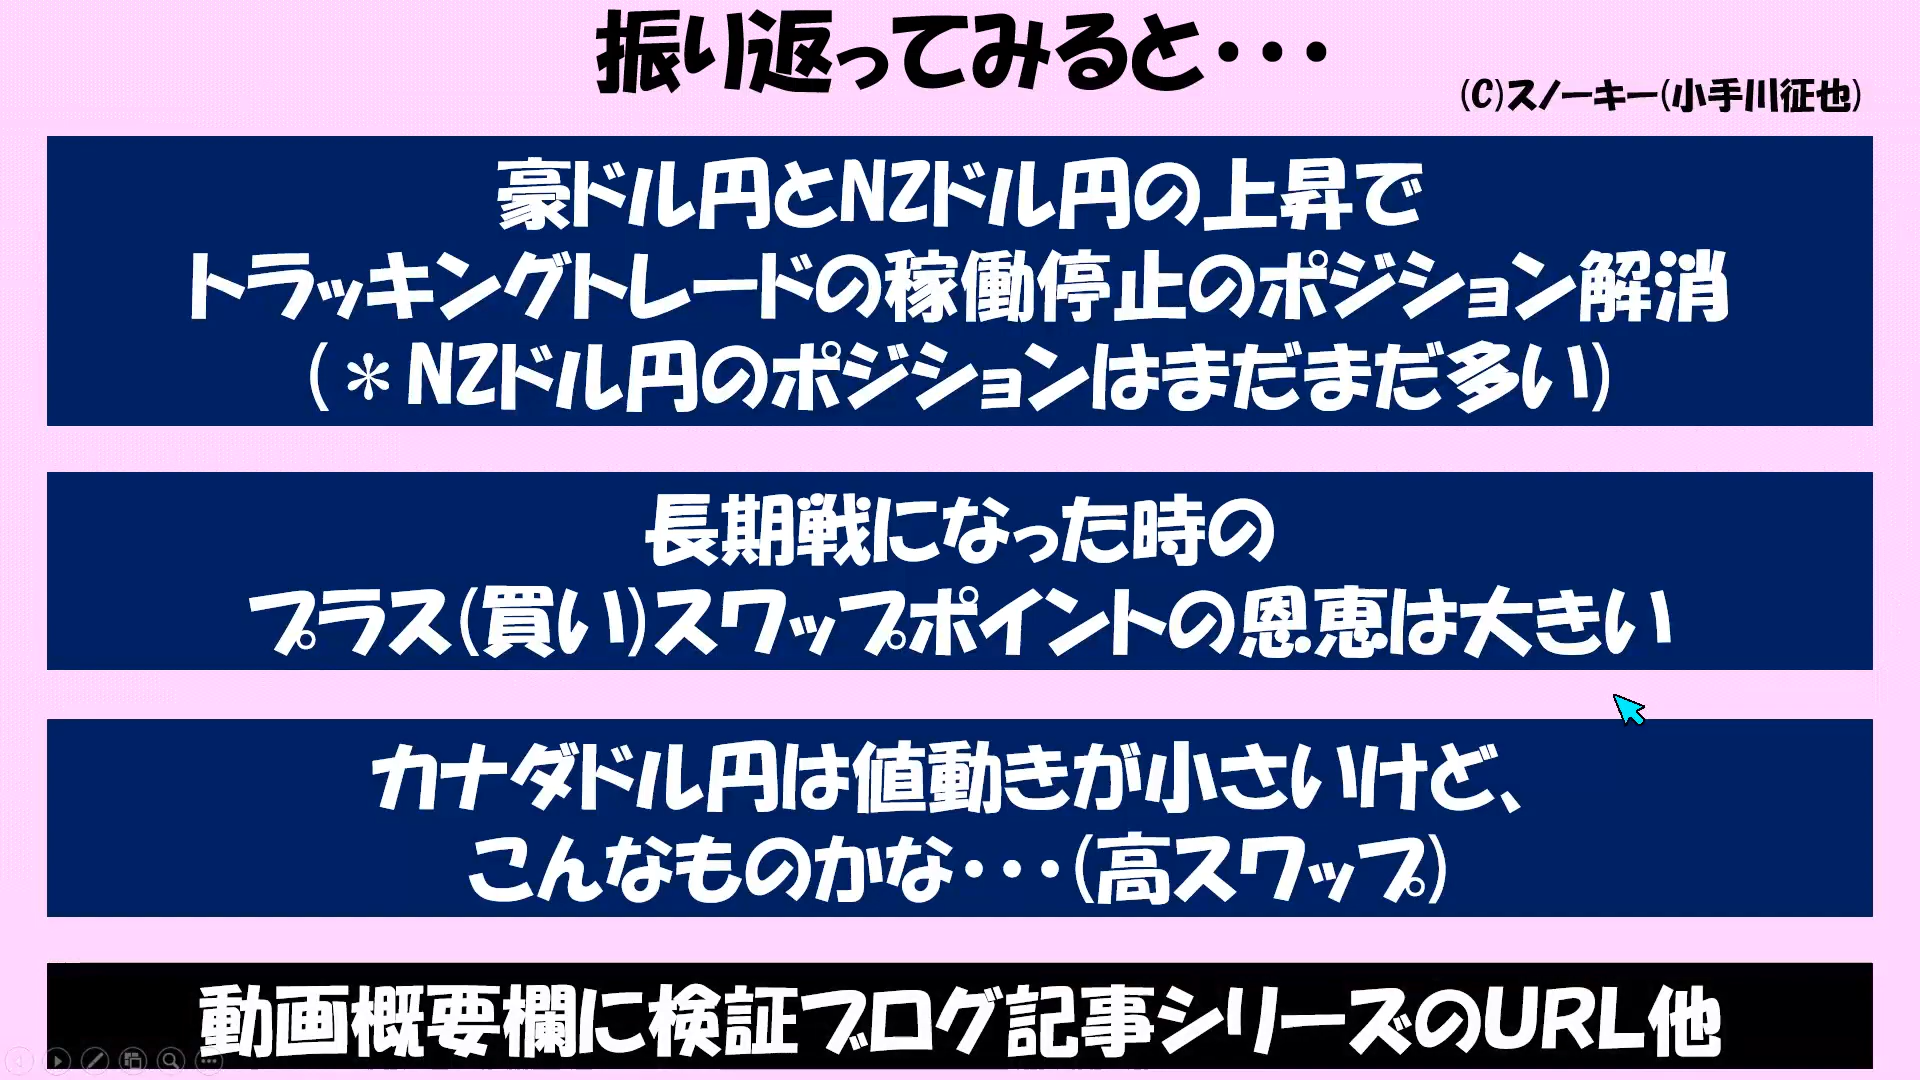 振り返ってみると・・・
(C)スノーキー(小手川征也)
豪ドル円とNZドル円の上昇で
トラッキングトレードの稼働停止のポジション解消
(＊NZドル円のポジションはまだまだ多い)
長期戦になった時の
プラス(買い)スワップポイントの恩恵は大きい
カナダドル円は値動きが小さいけど、
こんなものかな・・・(高スワップ)
動画概要欄に検証ブログ記事シリーズのURL他